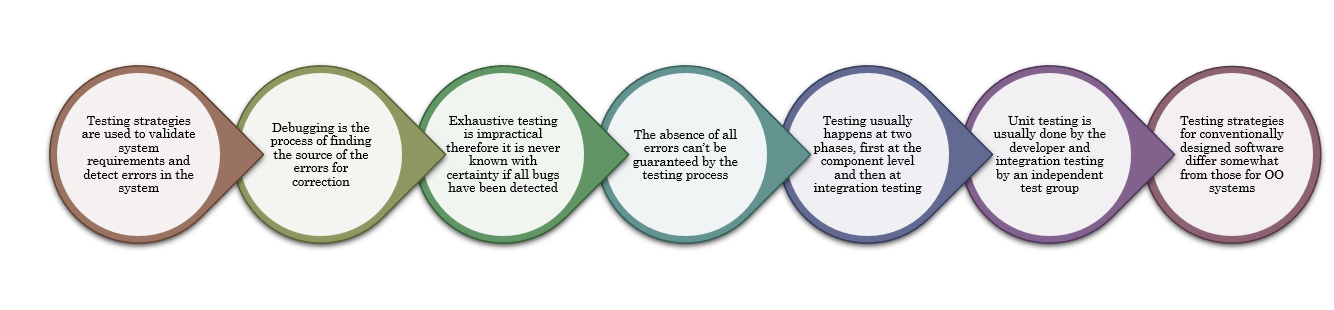 Testing strategies
are used to validate
system
requirements and
detect errors in the
system
Debugging is the
process of finding
the source of the
errors for
correction
Exhaustive testing
is impractical
therefore it is never
known with
certainty if all bugs
have been detected
The absence of all
errors can't be
guaranteed by the
testing process
Testing usually
happens at two
phases, first at the
component level
and then at
integration testing
Unit testing is
usually done by the
developer and
integration testing
by an independent
test group
Testing strategies
for conventionally
designed software
differ somewhat
from those for OO
systems